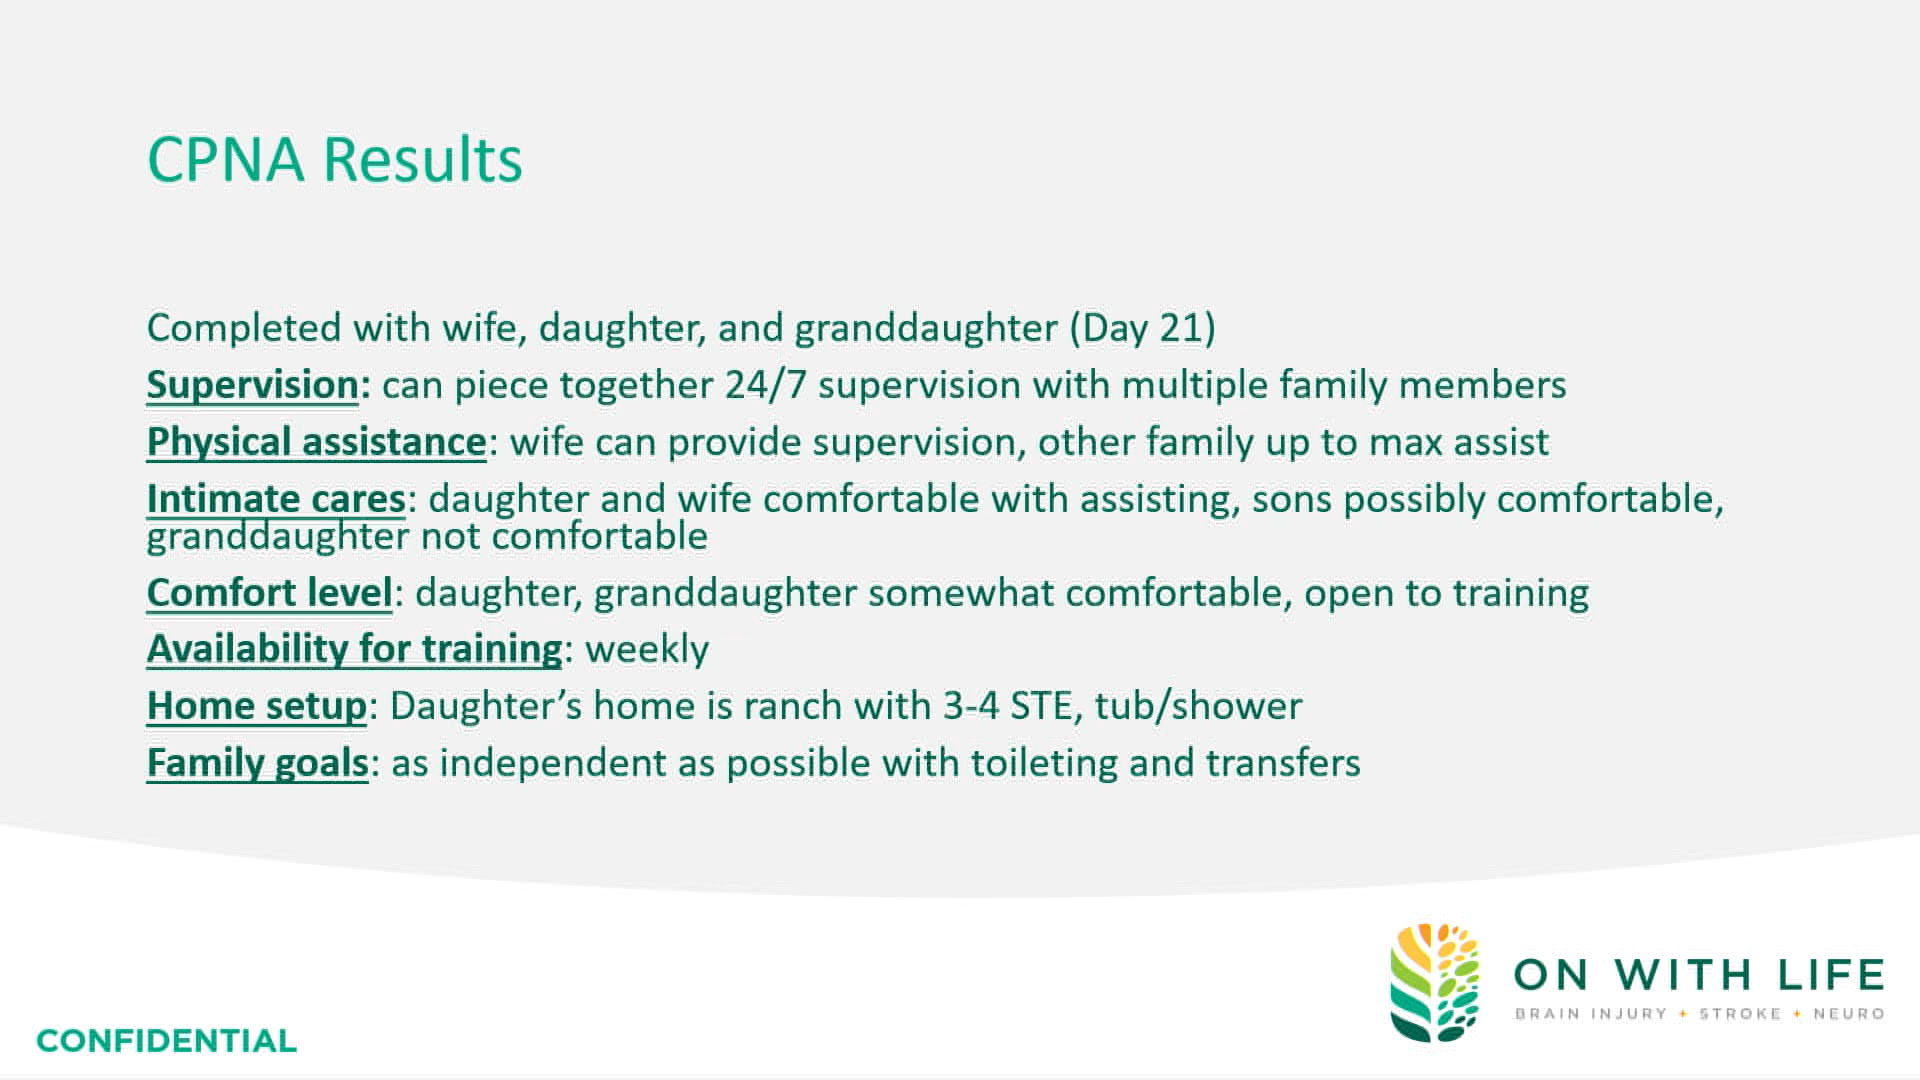 CPNA Results
Completed with wife, daughter, and granddaughter (Day 21)
Supervision: can piece together 24/7 supervision with multiple family members
Physical assistance: wife can provide supervision, other family up to max assist
Intimate cares: daughter and wife comfortable with assisting, sons possibly comfortable,
granddaughter not comfortable
Comfort level: daughter, granddaughter somewhat comfortable, open to training
Availability for training: weekly
Home setup: Daughter’s home is ranch with 3-4 STE, tub/shower
Family goals: as independent as possible with toileting and transfers
ON WITH LIFE
BRAIN INJURY + STROKE + NEURO
CONFIDENTIAL